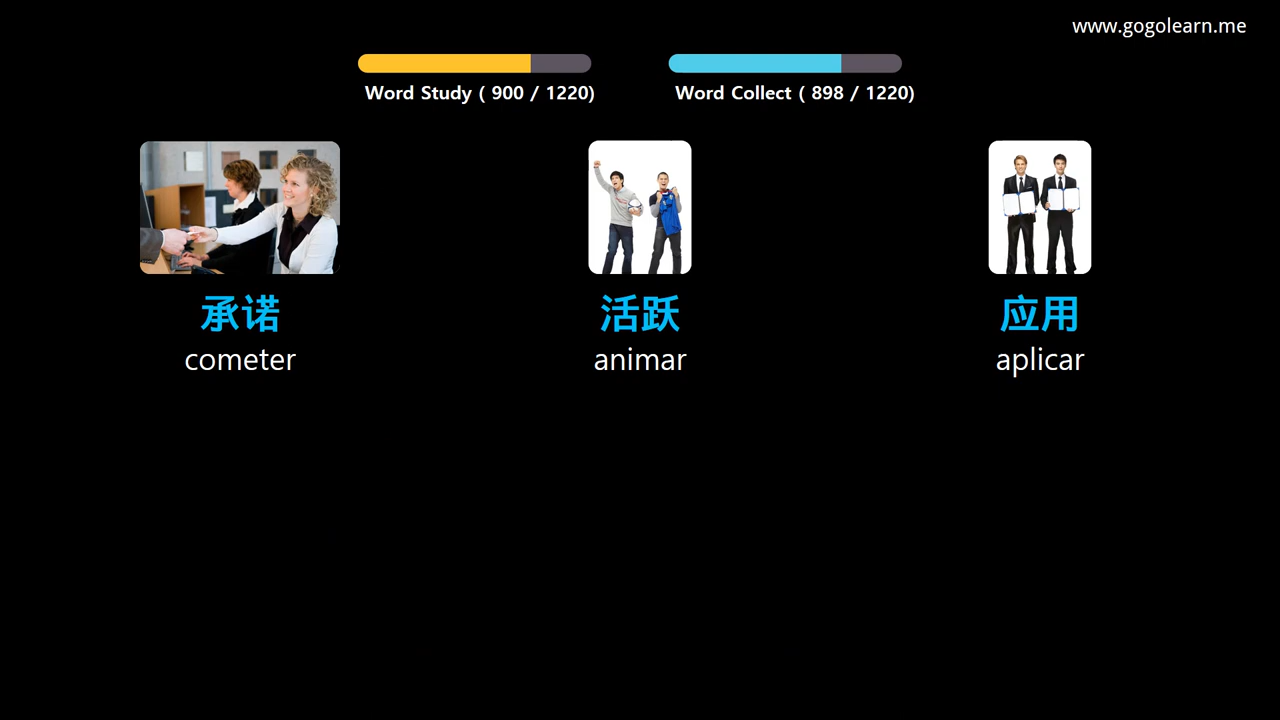 www.gogolearn.me
Word Study ( 900 / 1220)
Word Collect ( 898 / 1220)
承诺
cometer
活跃
animar
应用
aplicar